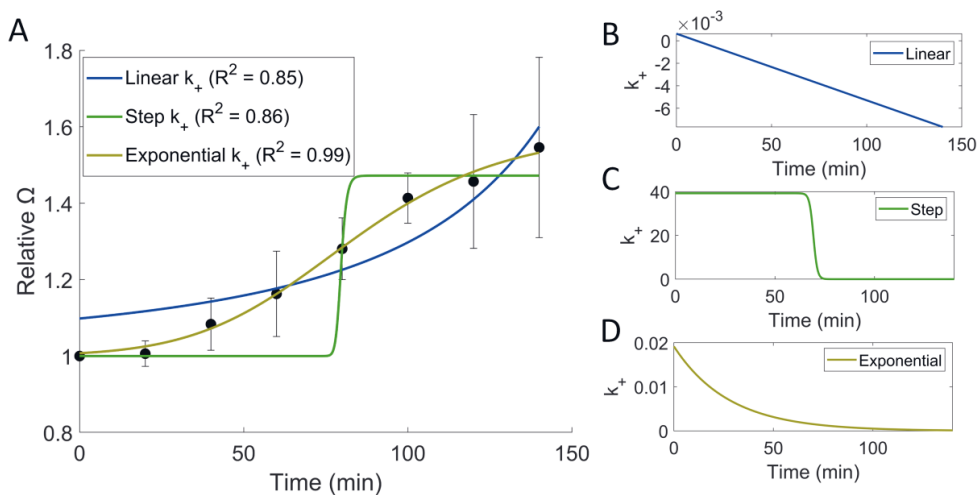 A
Relative Ω
1.8
1.6
1.4
1.2
1
0.8
Linear k+ (R² = 0.85)
Step k+ (R² = 0.86)
Exponential k+ (R² = 0.99)
0 50 100 150
Time (min)
B
×10⁻³
k+
0
-2
-4
-6
Linear
0 50 100 150
Time (min)
C
k+
40
20
0
Step
0 50 100
Time (min)
D
k+
0.02
0.01
0
Exponential
0 50 100
Time (min)